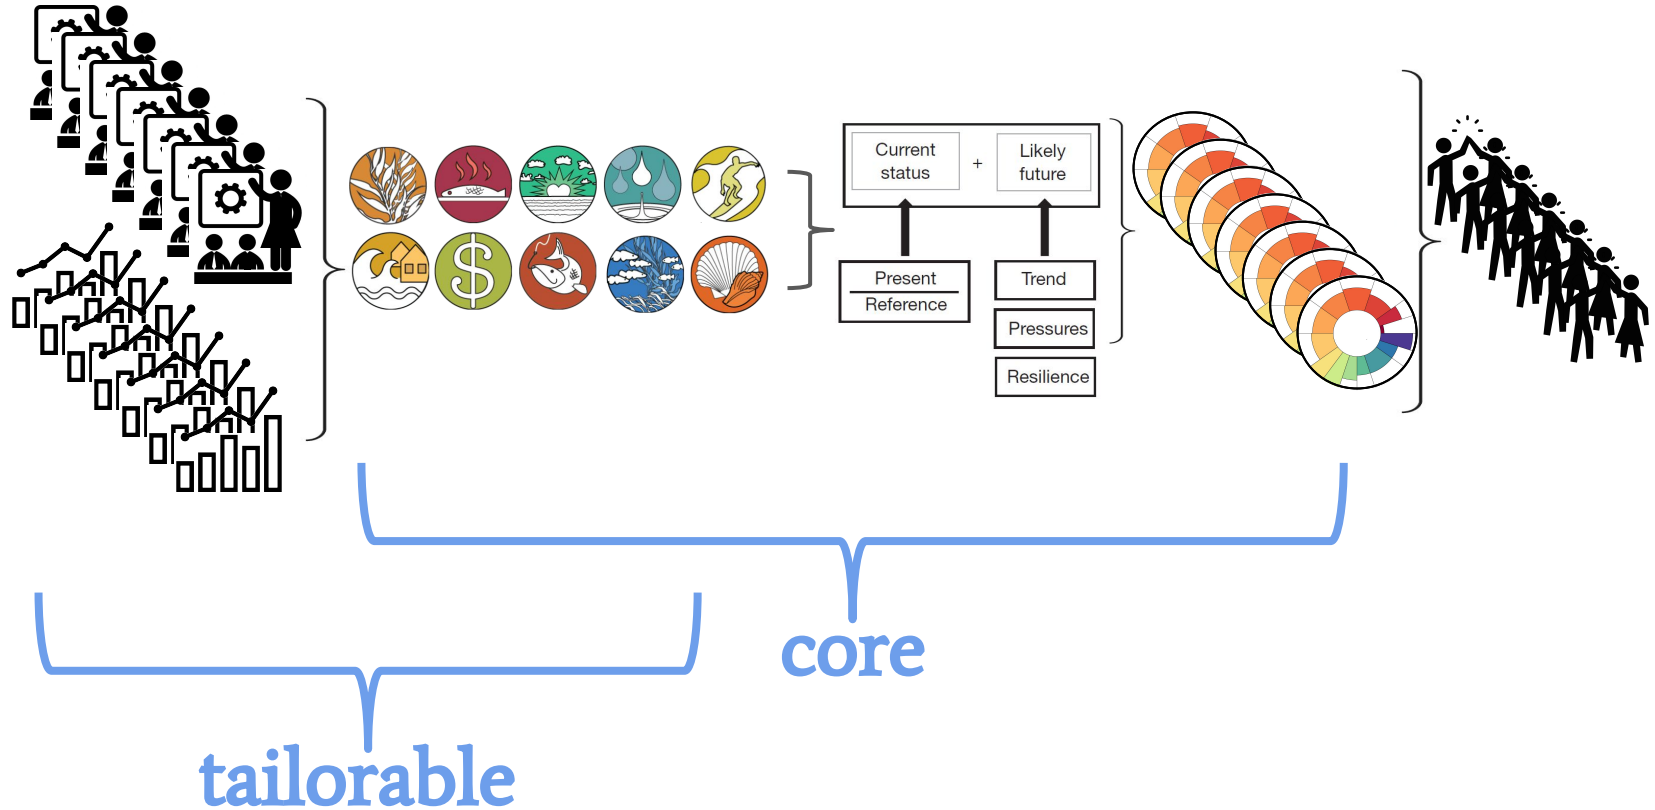 Current
status
+
Likely
future
Present
Reference
Trend
Pressures
Resilience
$
core
tailorable